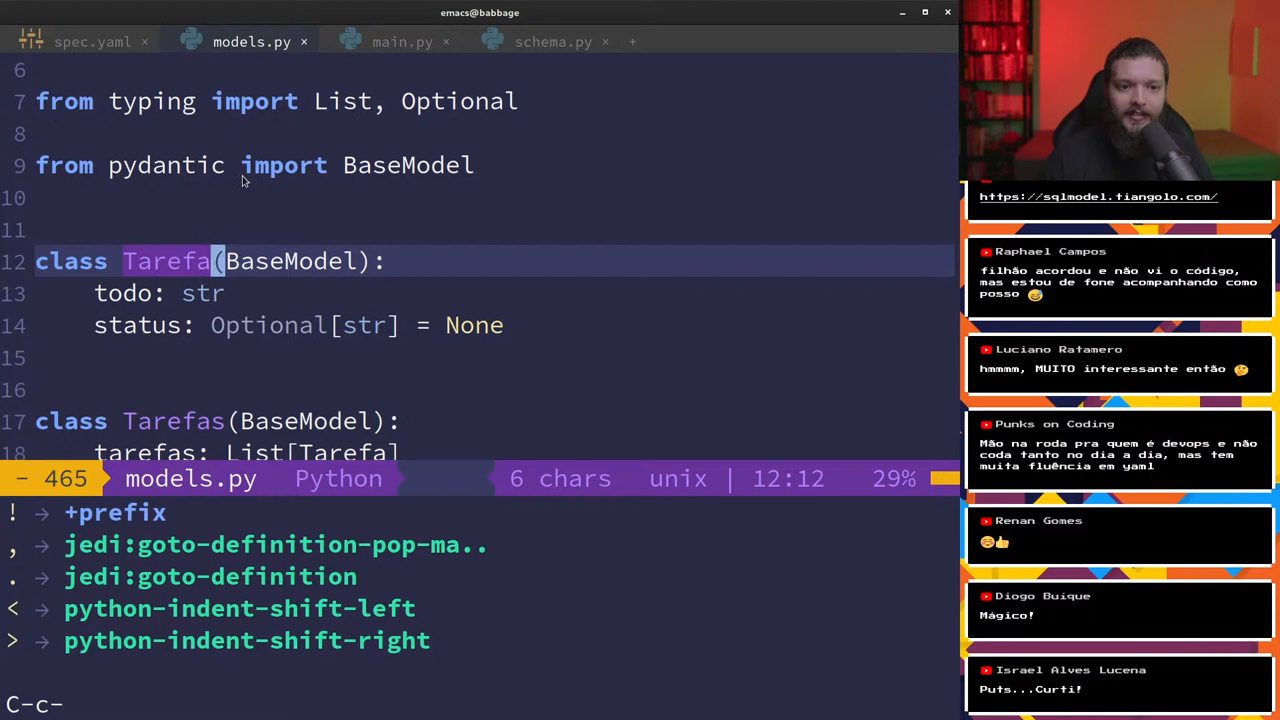 emacs@babbage
spec.yaml × models.py × main.py × schema.py × +
6
7 from typing import List, Optional
8
9 from pydantic import BaseModel
10
11
12 class Tarefa(BaseModel):
13 todo: str
14 status: Optional[str] = None
15
16
17 class Tarefas(BaseModel):
18 tarefas: List[Tarefa]
- 465 models.py Python 6 chars unix | 12:12 29%
! → +prefix
, → jedi:goto-definition-pop-ma..
. → jedi:goto-definition
< → python-indent-shift-left
> → python-indent-shift-right
C-c-
https://sqlmodel.tiangolo.com/
Raphael Campos
filhão acordou e não vi o código,
mas estou de fone acompanhando como
posso 😅
Luciano Ratamero
hmmmm, MUITO interessante então 🤔
Punks on Coding
Mão na roda pra quem é devops e não
coda tanto no dia a dia, mas tem
muita fluência em yaml
Renan Gomes
☺️👍
Diogo Buique
Mágico!
Israel Alves Lucena
Puts...Curti!